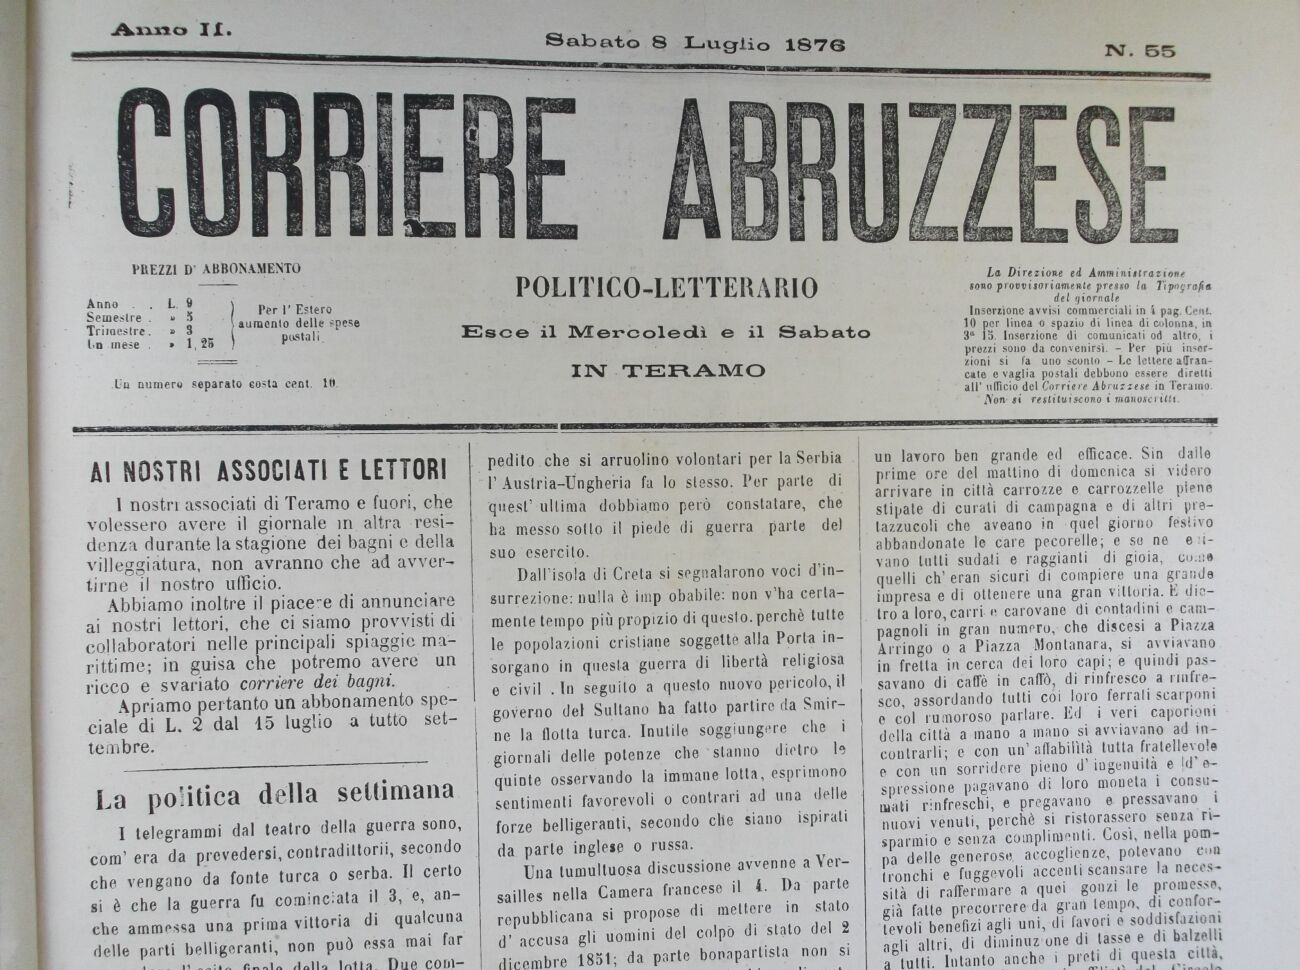 Anno II.
Sabato 8 Luglio 1876
N. 55
CORRIERE ABRUZZESE
PREZZI D' ABBONAMENTO
Anno . . L. 9
Semestre . » 5
Trimestre . » 3
Un mese . » 1, 25
Per l' Estero
aumento delle spese
postali.
Un numero separato costa cent. 10.
POLITICO-LETTERARIO
Esce il Mercoledì e il Sabato
IN TERAMO
La Direzione ed Amministrazione
sono provvisoriamente presso la Tipografia
del giornale
Inserzione avvisi commerciali in 4 pag. Cent.
10 per linea o spazio di linea di colonna, in
3ª 15. Inserzione di comunicati od altro, i
prezzi sono da convenirsi. – Per più inser-
zioni si fa uno sconto – Le lettere affran-
cate e vaglia postali debbono essere diretti
all' ufficio del Corriere Abruzzese in Teramo.
Non si restituiscono i manoscritti.
AI NOSTRI ASSOCIATI E LETTORI
I nostri associati di Teramo e fuori, che
volessero avere il giornale in altra resi-
denza durante la stagione dei bagni e della
villeggiatura, non avranno che ad avver-
tirne il nostro ufficio.
Abbiamo inoltre il piacere di annunciare
ai nostri lettori, che ci siamo provvisti di
collaboratori nelle principali spiagge ma-
rittime; in guisa che potremo avere un
ricco e svariato corriere dei bagni.
Apriamo pertanto un abbonamento spe-
ciale di L. 2 dal 15 luglio a tutto set-
tembre.
La politica della settimana
I telegrammi dal teatro della guerra sono,
com' era da prevedersi, contradittorii, secondo
che vengano da fonte turca o serba. Il certo
si è che la guerra fu cominciata il 3, e, an-
che ammessa una prima vittoria di qualcuna
delle parti belligeranti, non può essa mai far
l'esito finale della lotta. Due com-
pedito che si arruolino volontari per la Serbia
l' Austria-Ungheria fa lo stesso. Per parte di
quest' ultima dobbiamo però constatare, che
ha messo sotto il piede di guerra parte del
suo esercito.
Dall'isola di Creta si segnalarono voci d'in-
surrezione: nulla è imp obabile: non v'ha certa-
mente tempo più propizio di questo. perchè tutte
le popolazioni cristiane soggette alla Porta in-
sorgano in questa guerra di libertà religiosa
e civil . In seguito a questo nuovo pericolo, il
governo del Sultano ha fatto partire da Smir-
ne la flotta turca. Inutile soggiungere che i
giornali delle potenze che stanno dietro le
quinte osservando la immane lotta, esprimono
sentimenti favorevoli o contrari ad una delle
forze belligeranti, secondo che siano ispirati
da parte inglese o russa.
Una tumultuosa discussione avvenne a Ver-
sailles nella Camera francese il 4. Da parte
repubblicana si propose di mettere in stato
d' accusa gli uomini del colpo di stato del 2
dicembre 1851; da parte bonapartista non si
un lavoro ben grande ed efficace. Sin dalle
prime ore del mattino di domenica si videro
arrivare in città carrozze e carrozzelle piene
stipate di curati di campagna e di altri pre-
tazzucoli che aveano in quel giorno festivo
abbandonate le care pecorelle; e se ne eni-
vano tutti sudati e raggianti di gioia, come
quelli ch' eran sicuri di compiere una grande
impresa e di ottenere una gran vittoria. E die-
tro a loro, carri e carovane di contadini e cam-
pagnoli in gran numero, che discesi a Piazza
Arringo o a Piazza Montanara, si avviavano
in fretta in cerca dei loro capi; e quindi pas-
savano di caffè in caffè, di rinfresco a rinfre-
sco, assordando tutti coi loro ferrati scarponi
e col rumoroso parlare. Ed i veri caporioni
della città a mano a mano si avviavano ad in-
contrarli; e con un' affabilità tutta fratellevole
e con un sorridere pieno d' ingenuità e d' e-
spressione pagavano di loro moneta i consu-
mati rinfreschi, e pregavano e pressavano i
nuovi venuti, perchè si ristorassero senza ri-
sparmio e senza complimenti. Così, nella pom-
pa delle generose accoglienze, potevano con
tronchi e fuggevoli accenti scansare la neces-
sità di raffermare a quei gonzi le promesse,
già fatte precorrere da gran tempo, di confor-
tevoli benefizi agli uni, di favori e soddisfazioni
agli altri, di diminuzione di tasse e di balzelli
a tutti. Intanto anche i preti di questa città,